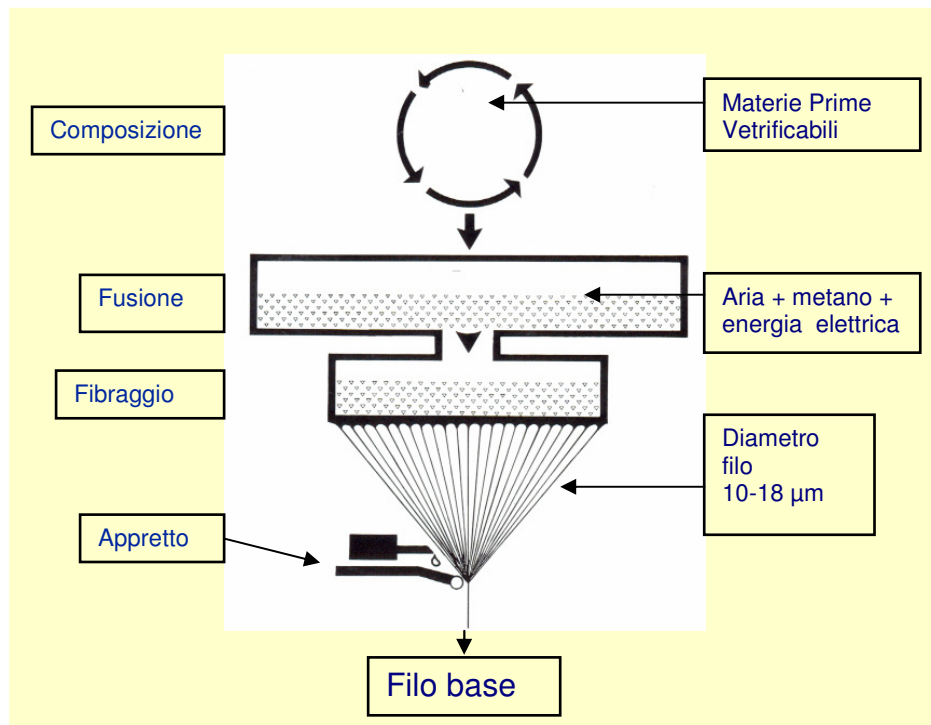 Composizione
Materie Prime
Vetrificabili
Fusione
Aria + metano +
energia elettrica
Fibraggio
Diametro
filo
10-18 µm
Appretto
Filo base